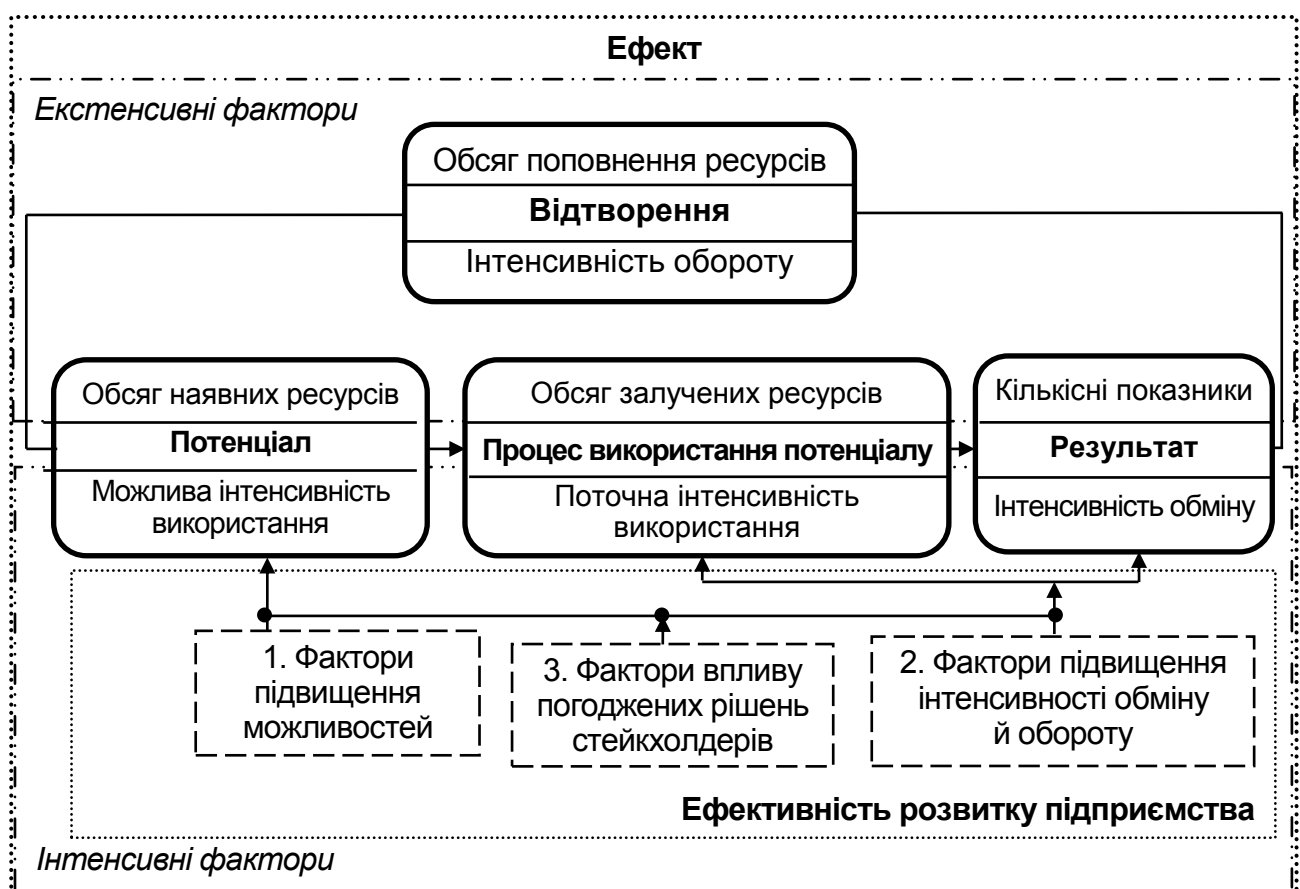 Ефект
Екстенсивні фактори
Обсяг поповнення ресурсів
Відтворення
Інтенсивність обороту
Обсяг наявних ресурсів
Потенціал
Можлива інтенсивність
використання
Обсяг залучених ресурсів
Процес використання потенціалу
Поточна інтенсивність
використання
Кількісні показники
Результат
Інтенсивність обміну
1. Фактори
підвищення
можливостей
3. Фактори впливу
погоджених рішень
стейкхолдерів
2. Фактори підвищення
інтенсивності обміну
й обороту
Ефективність розвитку підприємства
Інтенсивні фактори